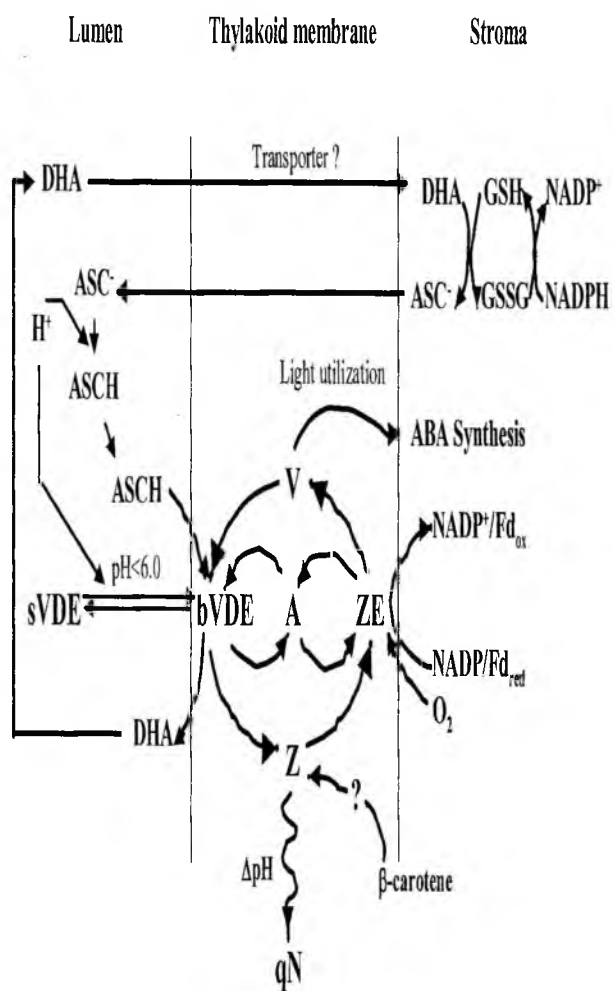 Lumen Thylakoid membrane Stroma
Transporter ?
DHA DHA GSH NADP⁺
ASC⁻ ASC⁻ GSSG NADPH
H⁺
Light utilization
ASCH
ABA Synthesis
V
ASCH
NADP⁺/Fdox
pH<6.0
sVDE bVDE A ZE
NADP/Fdred
O₂
DHA
Z
?
ΔpH β-carotene
qN